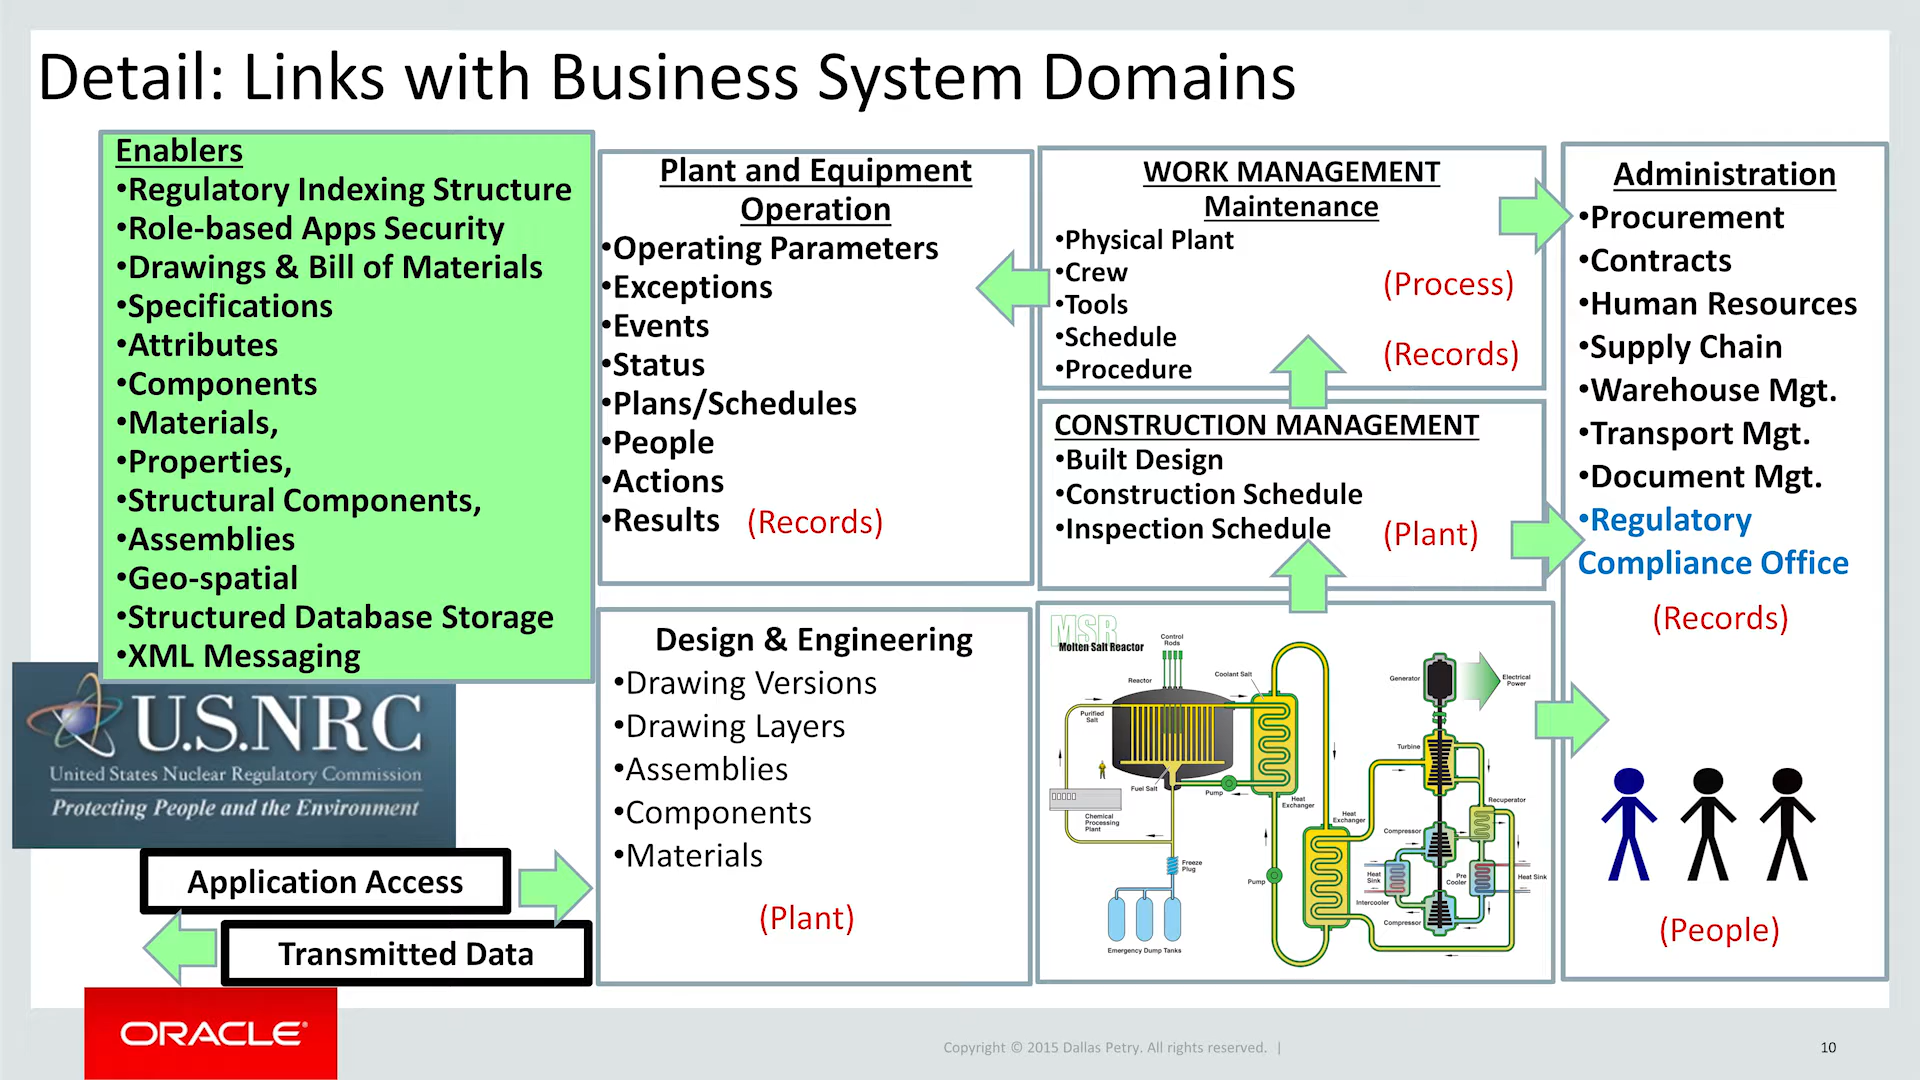 Detail: Links with Business System Domains
Enablers
•Regulatory Indexing Structure
•Role-based Apps Security
•Drawings & Bill of Materials
•Specifications
•Attributes
•Components
•Materials,
•Properties,
•Structural Components,
•Assemblies
•Geo-spatial
•Structured Database Storage
•XML Messaging
U.S.NRC
United States Nuclear Regulatory Commission
Protecting People and the Environment
Application Access
Transmitted Data
ORACLE®
Plant and Equipment
Operation
•Operating Parameters
•Exceptions
•Events
•Status
•Plans/Schedules
•People
•Actions
•Results (Records)
Design & Engineering
•Drawing Versions
•Drawing Layers
•Assemblies
•Components
•Materials
(Plant)
WORK MANAGEMENT
Maintenance
•Physical Plant
•Crew
(Process)
•Tools
•Schedule
(Records)
•Procedure
CONSTRUCTION MANAGEMENT
•Built Design
•Construction Schedule
•Inspection Schedule
(Plant)
MSR
Molten Salt Reactor
Control
Rods
Reactor
Coolant Salt
Purified
Salt
Fuel Salt
Pump
Heat
Exchanger
Chemical
Processing
Plant
Freeze
Plug
Emergency Dump Tanks
Pump
Heat
Exchanger
Generator
Electrical
Power
Turbine
Recuperator
Compressor
Heat
Sink
Pre
Cooler
Heat Sink
Intercooler
Compressor
Administration
•Procurement
•Contracts
•Human Resources
•Supply Chain
•Warehouse Mgt.
•Transport Mgt.
•Document Mgt.
•Regulatory
Compliance Office
(Records)
(People)
Copyright © 2015 Dallas Petry. All rights reserved. |
10